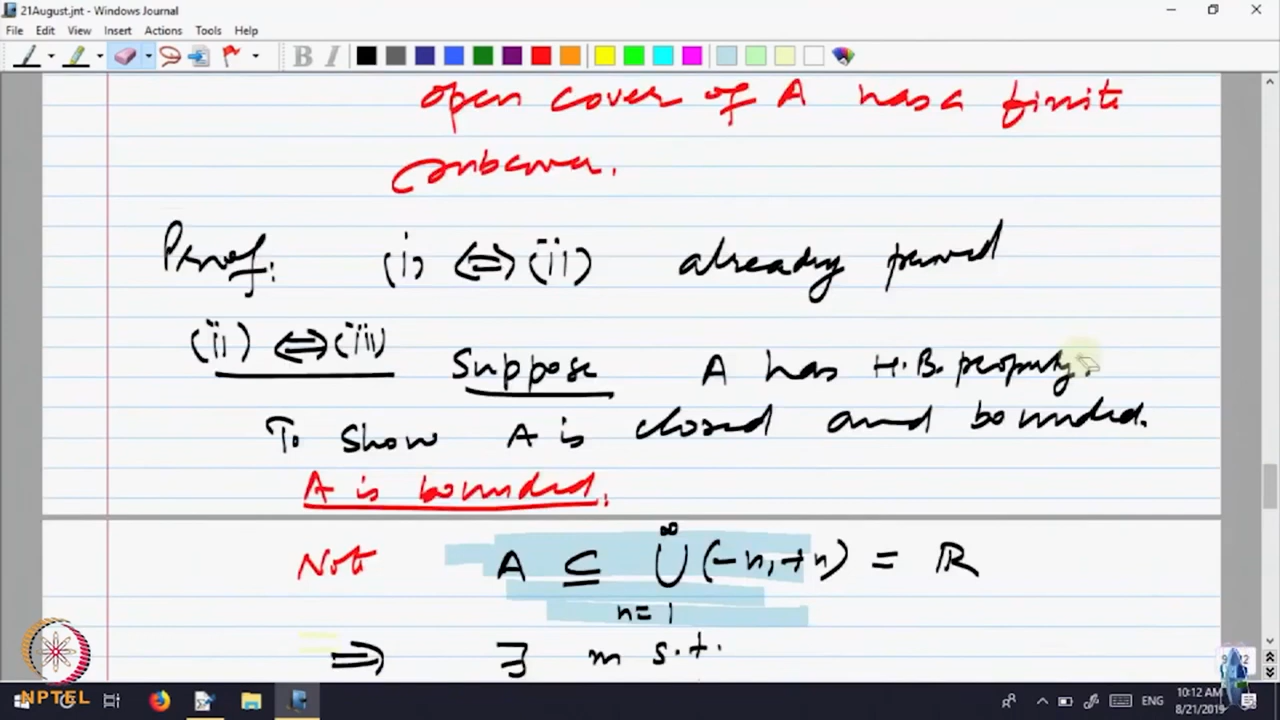 21August.jnt - Windows Journal
File Edit View Insert Actions Tools Help
open cover of A has a finite
subcover.
Proof: (i) ⇔ (ii) already proved
(ii) ⇔ (iii) Suppose A has H.B. property.
To show A is closed and bounded.
A is bounded.
Note A ⊆ ∞⋃n=1 (-n,+n) = ℝ
⇒ ∃ m s.t.
NPTEL
ENG
10:12 AM
8/21/2019